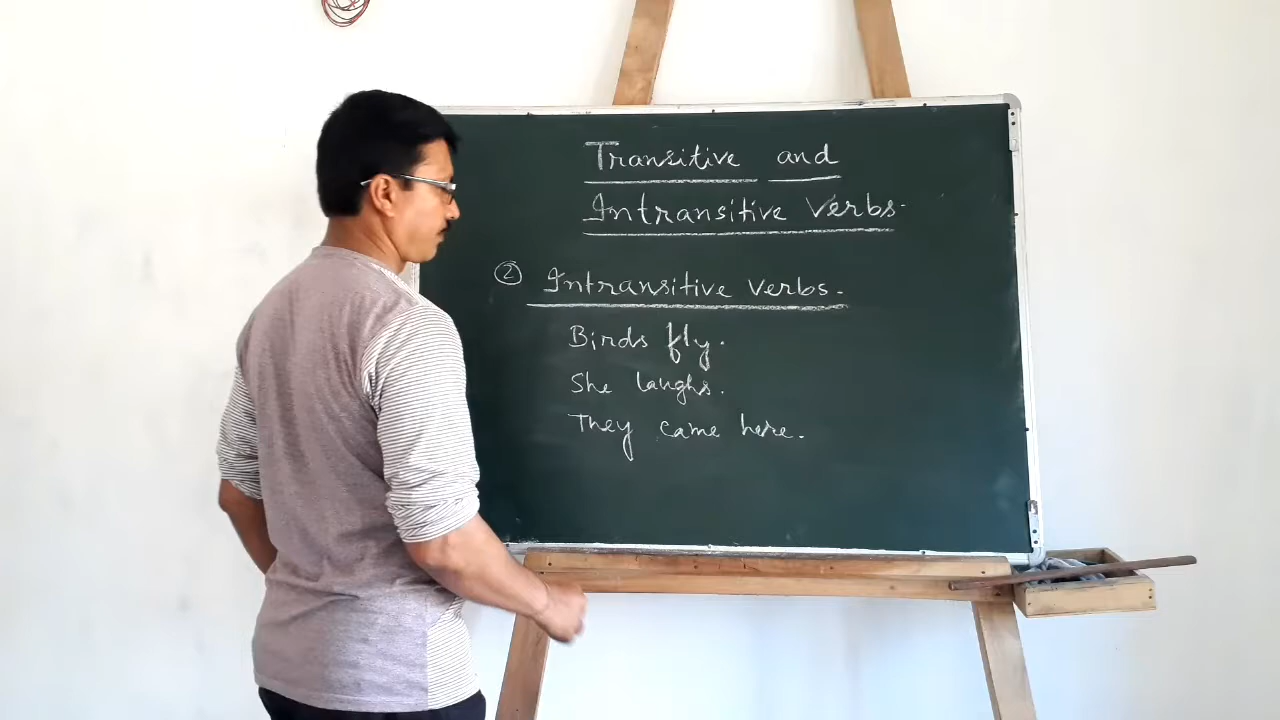 Transitive and
Intransitive Verbs.
② Intransitive verbs.
Birds fly.
She laughs.
They came here.